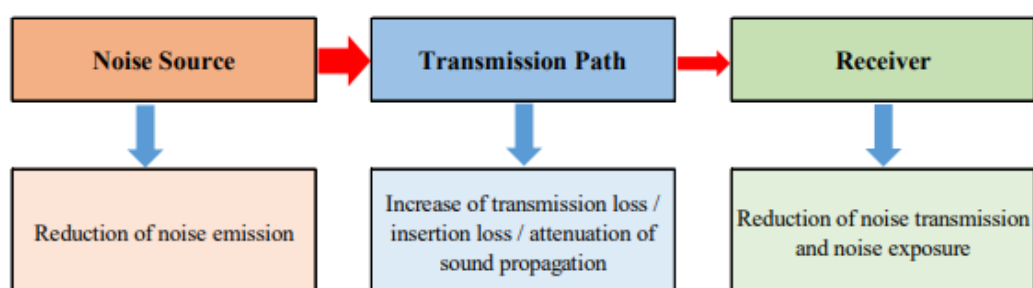 Noise Source
Transmission Path
Receiver
Reduction of noise emission
Increase of transmission loss /
insertion loss / attenuation of
sound propagation
Reduction of noise transmission
and noise exposure